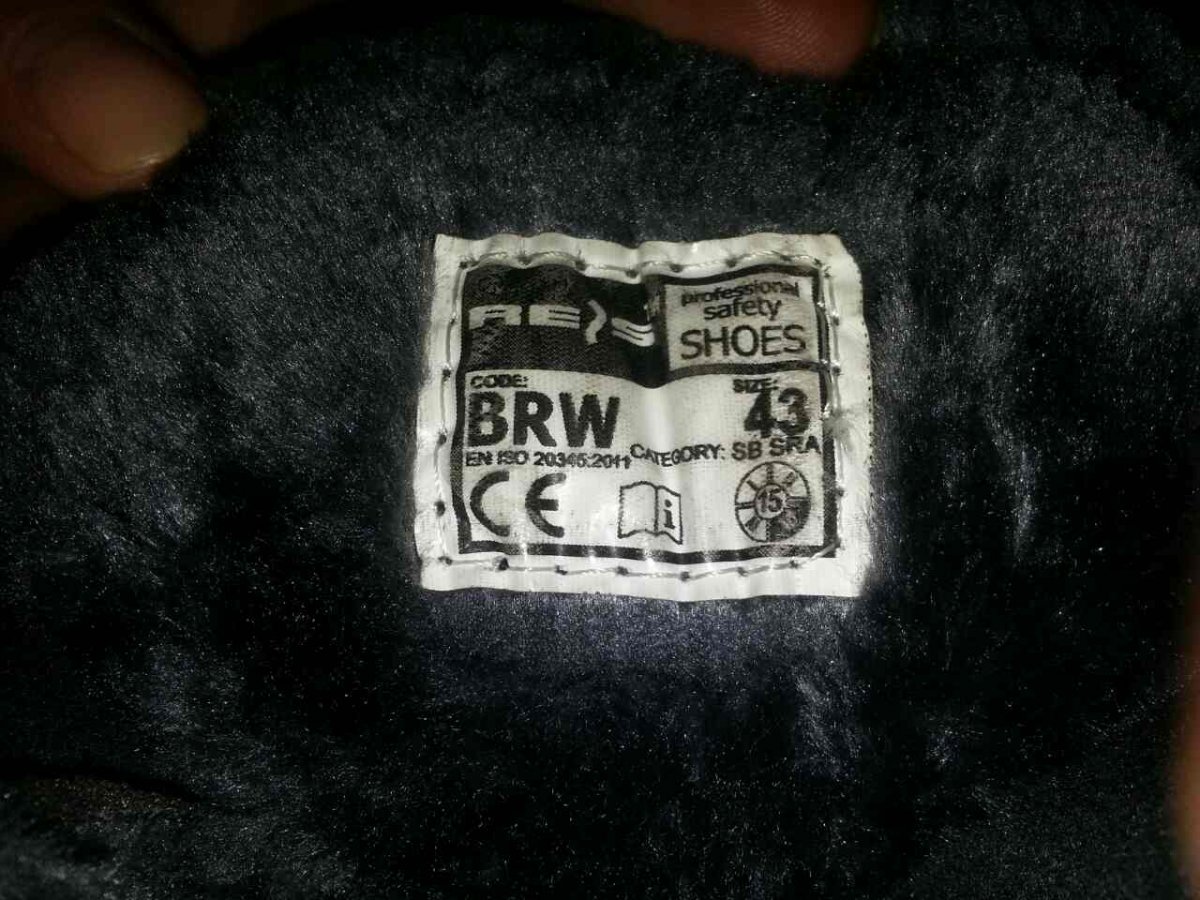 REIS
professional
safety
SHOES
CODE:
BRW
SIZE:
43
EN ISO 20345:2011
CATEGORY: SB SRA
CE
i
15